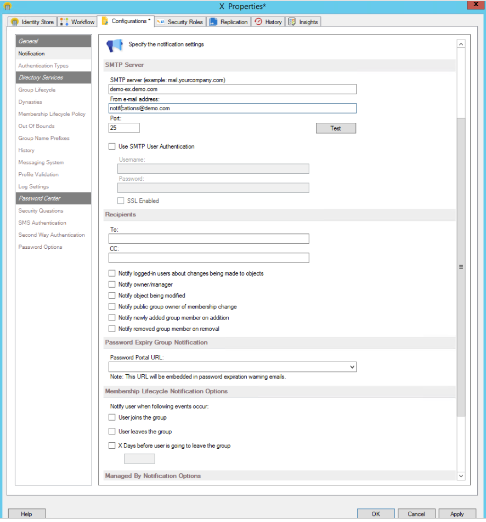 X Properties*
Identity Store
Workflow
Configurations *
Security Roles
Replication
History
Insights
General
Notification
Authentication Types
Directory Services
Group Lifecycle
Dynasties
Membership Lifecycle Policy
Out Of Bounds
Group Name Prefixes
History
Messaging System
Profile Validation
Log Settings
Password Center
Security Questions
SMS Authentication
Second Way Authentication
Password Options
Specify the notification settings
SMTP Server
SMTP server (example: mail.yourcompany.com)
demo-ex.demo.com
From e-mail address:
notifications@demo.com
Port:
25
Test
Use SMTP User Authentication
Username:
Password:
SSL Enabled
Recipients
To:
CC:
Notify logged-in users about changes being made to objects
Notify owner/manager
Notify object being modified
Notify public group owner of membership change
Notify newly added group member on addition
Notify removed group member on removal
Password Expiry Group Notification
Password Portal URL:
Note: This URL will be embedded in password expiration warning emails.
Membership Lifecycle Notification Options
Notify user when following events occur:
User joins the group
User leaves the group
X Days before user is going to leave the group
Managed By Notification Options
Help
OK
Cancel
Apply